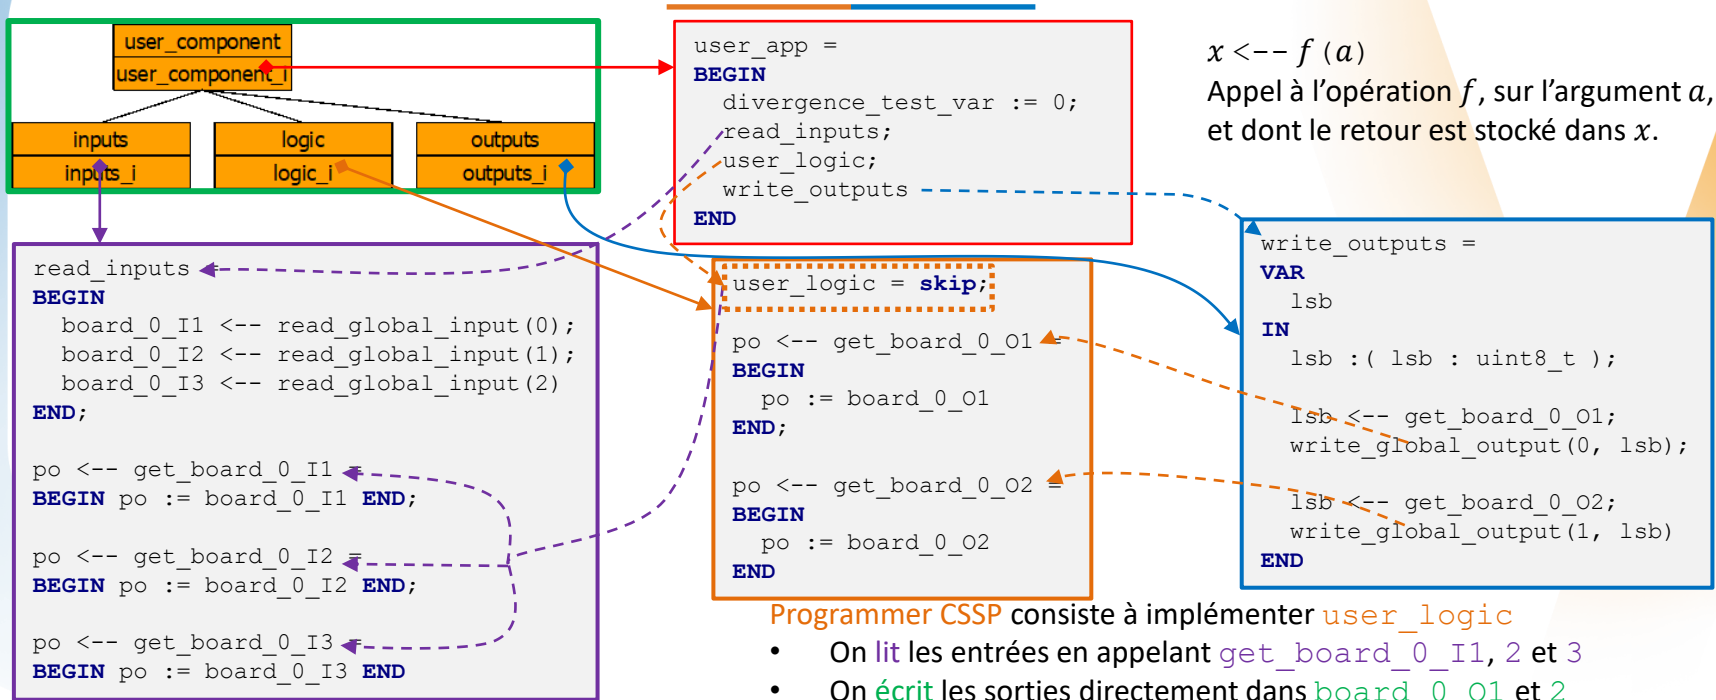 user_component
user_component_i
inputs
inputs_i
logic
logic_i
outputs
outputs_i
user_app =
BEGIN
divergence_test_var := 0;
read_inputs;
user_logic;
write_outputs
END
x <-- f (a)
Appel à l'opération f, sur l'argument a,
et dont le retour est stocké dans x.
read_inputs =
BEGIN
board_0_I1 <-- read_global_input(0);
board_0_I2 <-- read_global_input(1);
board_0_I3 <-- read_global_input(2)
END;
po <-- get_board_0_I1 =
BEGIN po := board_0_I1 END;
po <-- get_board_0_I2 =
BEGIN po := board_0_I2 END;
po <-- get_board_0_I3 =
BEGIN po := board_0_I3 END
user_logic = skip;
po <-- get_board_0_O1 =
BEGIN
po := board_0_O1
END;
po <-- get_board_0_O2 =
BEGIN
po := board_0_O2
END
write_outputs =
VAR
lsb
IN
lsb :( lsb : uint8_t );
lsb <-- get_board_0_O1;
write_global_output(0, lsb);
lsb <-- get_board_0_O2;
write_global_output(1, lsb)
END
Programmer CSSP consiste à implémenter user_logic
• On lit les entrées en appelant get_board_0_I1, 2 et 3
• On écrit les sorties directement dans board_0_O1 et 2